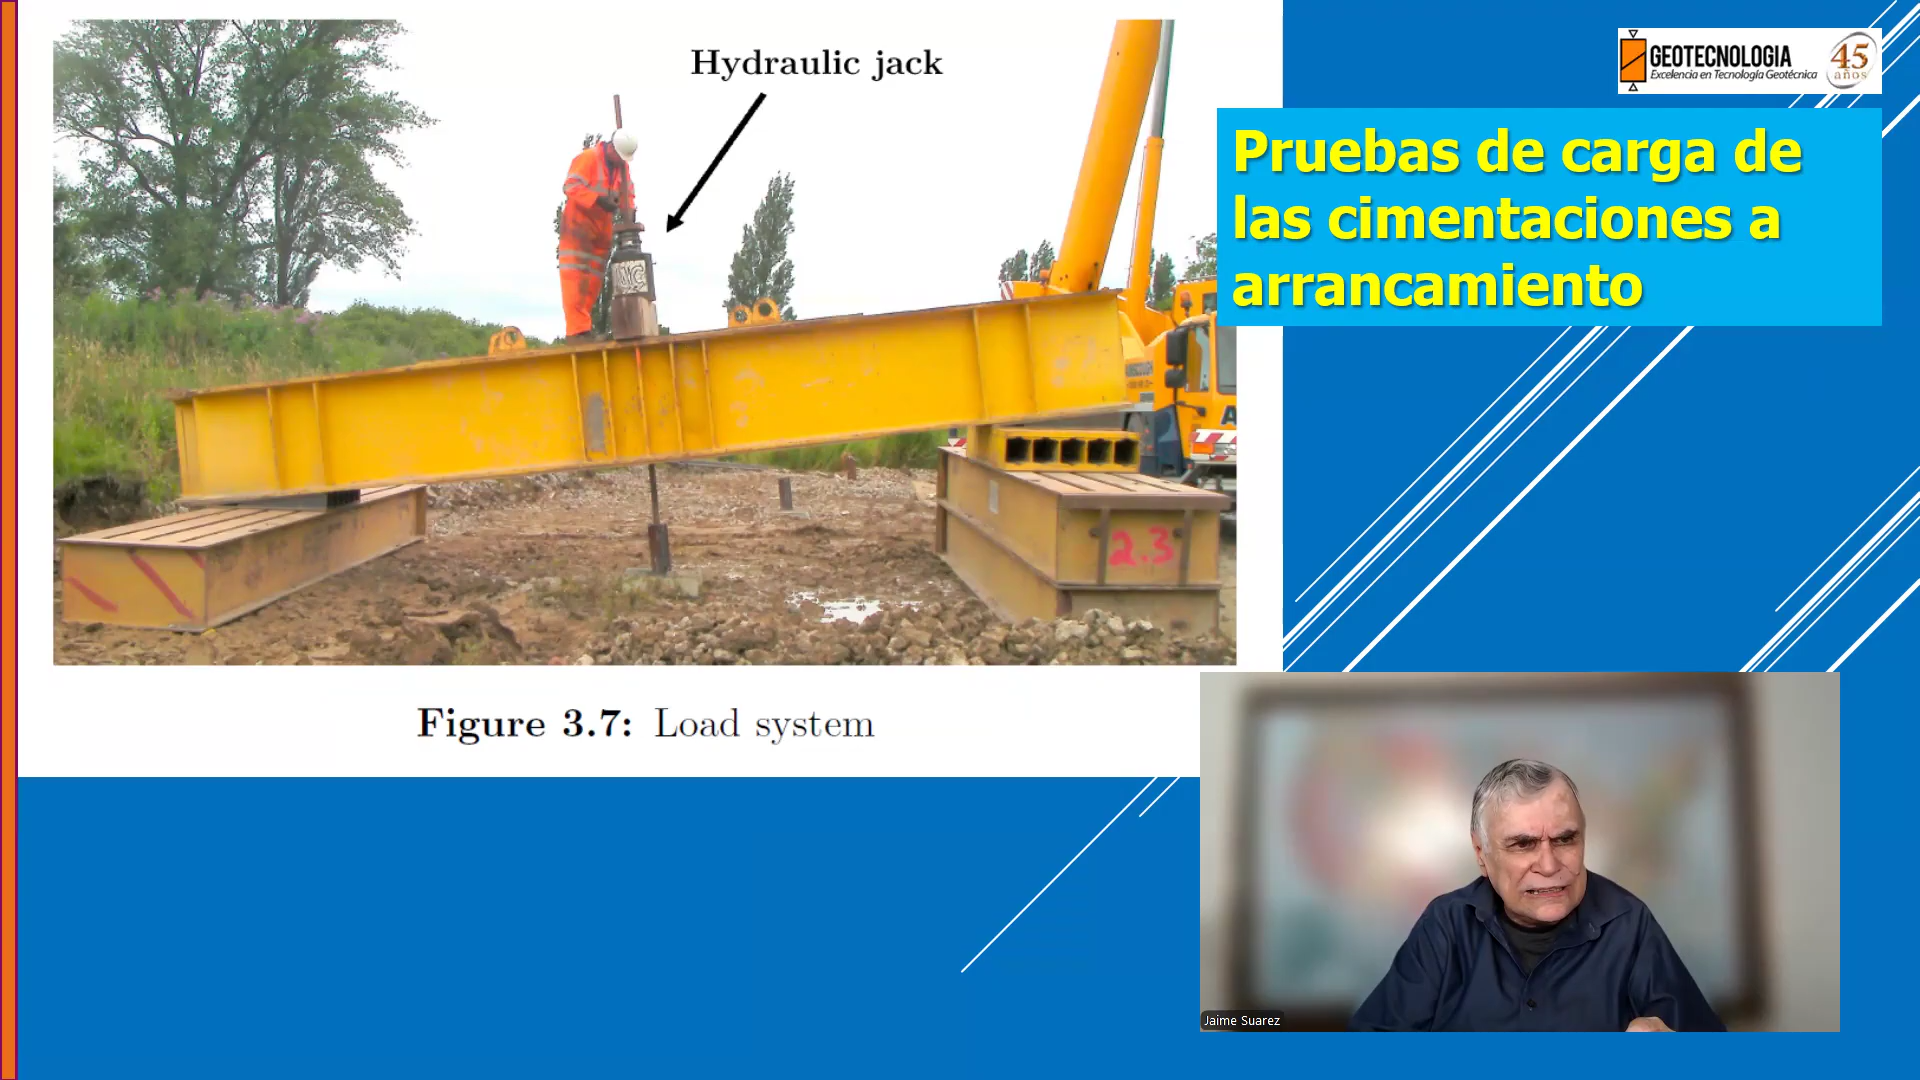 Hydraulic jack
GEOTECNOLOGIA
Excelencia en Tecnología Geotécnica
45
años
Pruebas de carga de
las cimentaciones a
arrancamiento
2.3
Figure 3.7: Load system
Jaime Suarez